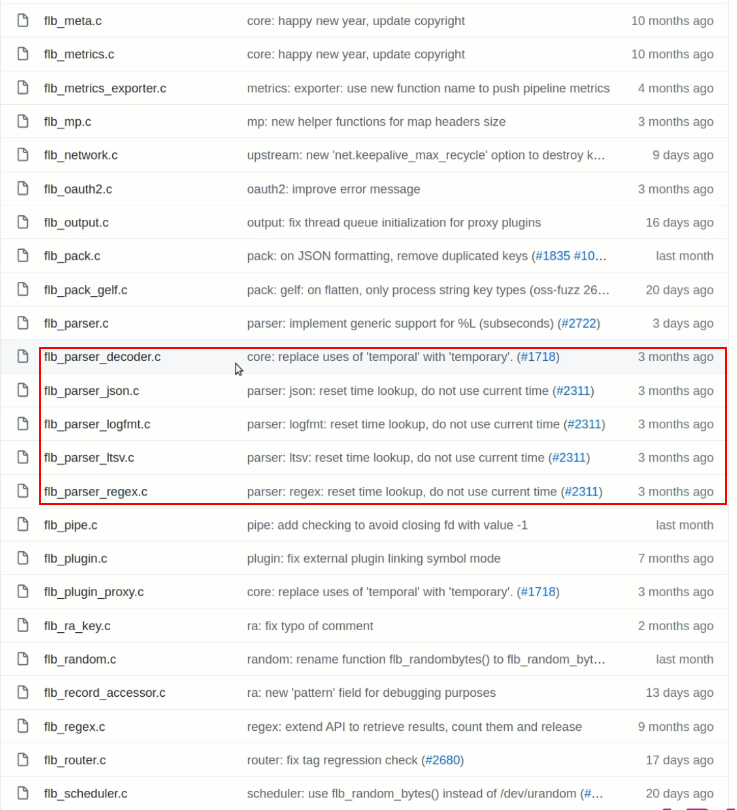 flb_meta.c core: happy new year, update copyright 10 months ago
flb_metrics.c core: happy new year, update copyright 10 months ago
flb_metrics_exporter.c metrics: exporter: use new function name to push pipeline metrics 4 months ago
flb_mp.c mp: new helper functions for map headers size 3 months ago
flb_network.c upstream: new 'net.keepalive_max_recycle' option to destroy k... 9 days ago
flb_oauth2.c oauth2: improve error message 3 months ago
flb_output.c output: fix thread queue initialization for proxy plugins 16 days ago
flb_pack.c pack: on JSON formatting, remove duplicated keys (#1835 #10... last month
flb_pack_gelf.c pack: gelf: on flatten, only process string key types (oss-fuzz 26... 20 days ago
flb_parser.c parser: implement generic support for %L (subseconds) (#2722) 3 days ago
flb_parser_decoder.c core: replace uses of 'temporal' with 'temporary'. (#1718) 3 months ago
flb_parser_json.c parser: json: reset time lookup, do not use current time (#2311) 3 months ago
flb_parser_logfmt.c parser: logfmt: reset time lookup, do not use current time (#2311) 3 months ago
flb_parser_ltsv.c parser: ltsv: reset time lookup, do not use current time (#2311) 3 months ago
flb_parser_regex.c parser: regex: reset time lookup, do not use current time (#2311) 3 months ago
flb_pipe.c pipe: add checking to avoid closing fd with value -1 last month
flb_plugin.c plugin: fix external plugin linking symbol mode 7 months ago
flb_plugin_proxy.c core: replace uses of 'temporal' with 'temporary'. (#1718) 3 months ago
flb_ra_key.c ra: fix typo of comment 2 months ago
flb_random.c random: rename function flb_randombytes() to flb_random_byt... last month
flb_record_accessor.c ra: new 'pattern' field for debugging purposes 13 days ago
flb_regex.c regex: extend API to retrieve results, count them and release 9 months ago
flb_router.c router: fix tag regression check (#2680) 17 days ago
flb_scheduler.c scheduler: use flb_random_bytes() instead of /dev/urandom (#... 20 days ago